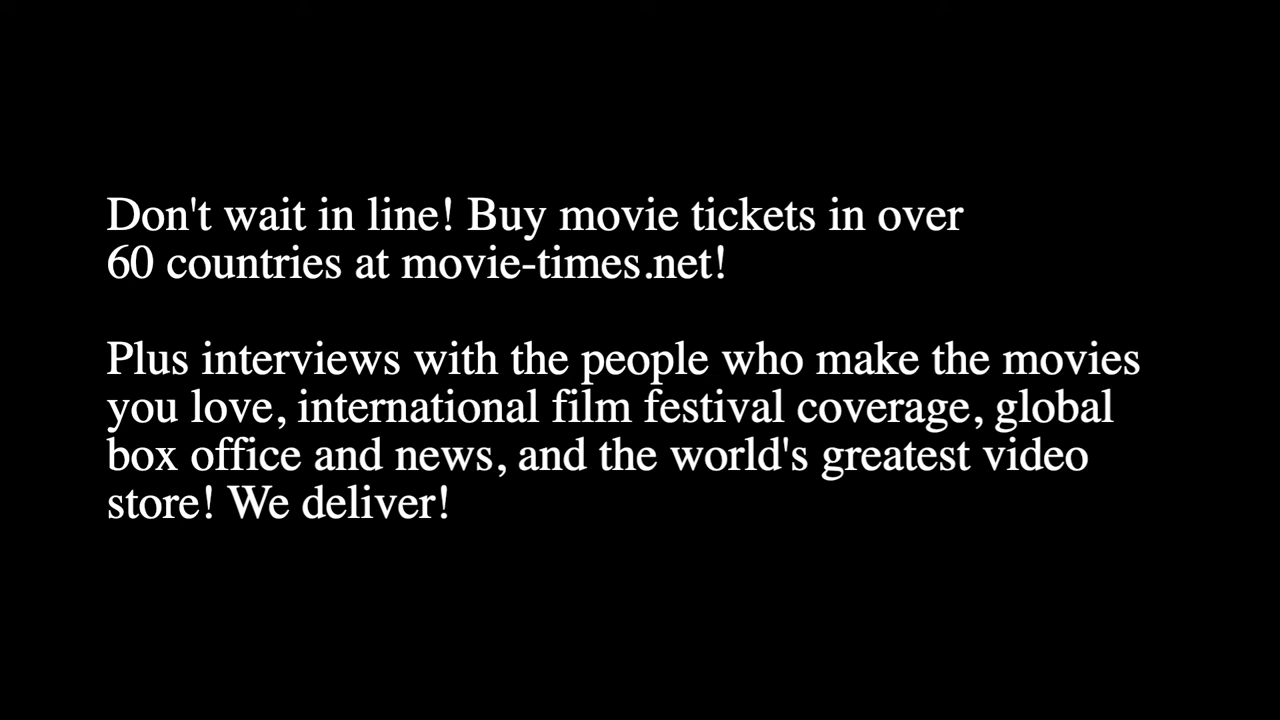 Don't wait in line! Buy movie tickets in over
60 countries at movie-times.net!
Plus interviews with the people who make the movies
you love, international film festival coverage, global
box office and news, and the world's greatest video
store! We deliver!